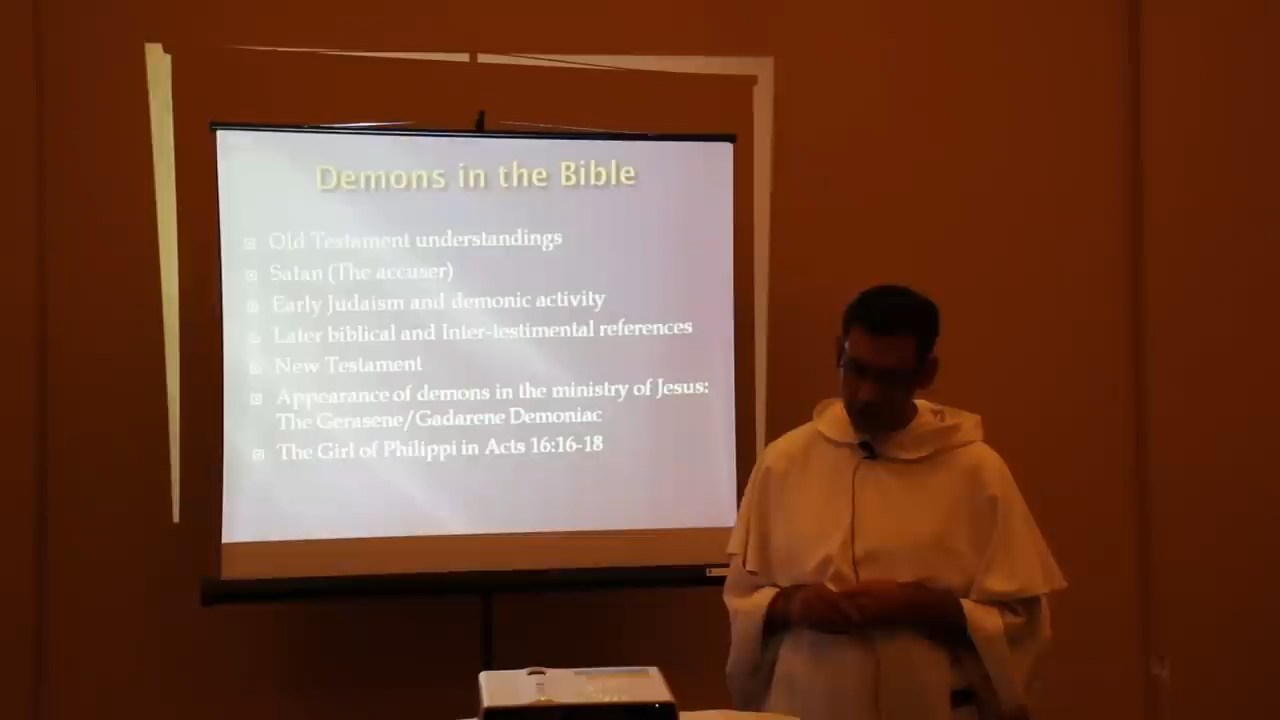 Demons in the Bible
Old Testament understandings
Satan (The accuser)
Early Judaism and demonic activity
Later biblical and Inter-testimental references
New Testament
Appearance of demons in the ministry of Jesus:
The Gerasene/Gadarene Demoniac
The Girl of Philippi in Acts 16:16-18